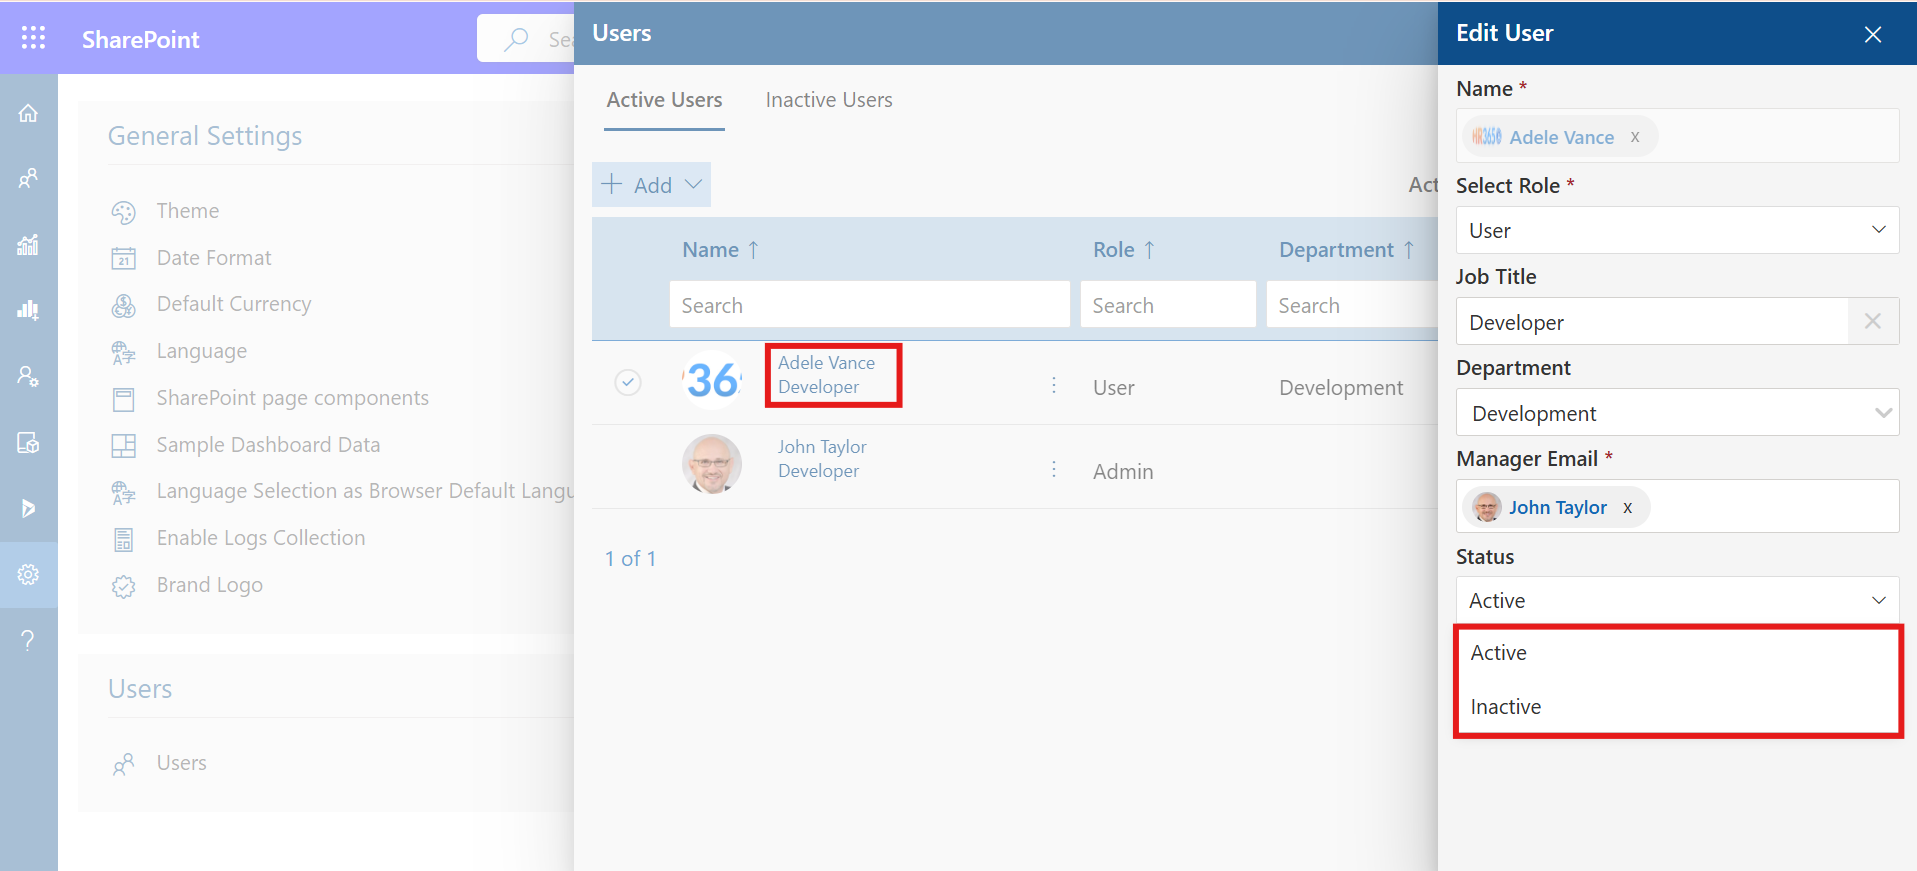 SharePoint
Sea
General Settings
Theme
21
Date Format
Default Currency
Language
SharePoint page components
Sample Dashboard Data
Language Selection as Browser Default Langu
Enable Logs Collection
Brand Logo
Users
Users
Users
Active Users
Inactive Users
Add
Act
Name ↑
Role ↑
Department ↑
Search
Search
Search
36
Adele Vance
Developer
User
Development
John Taylor
Developer
Admin
1 of 1
Edit User
Name *
HR365 Adele Vance x
Select Role *
User
Job Title
Developer
Department
Development
Manager Email *
John Taylor x
Status
Active
Active
Inactive